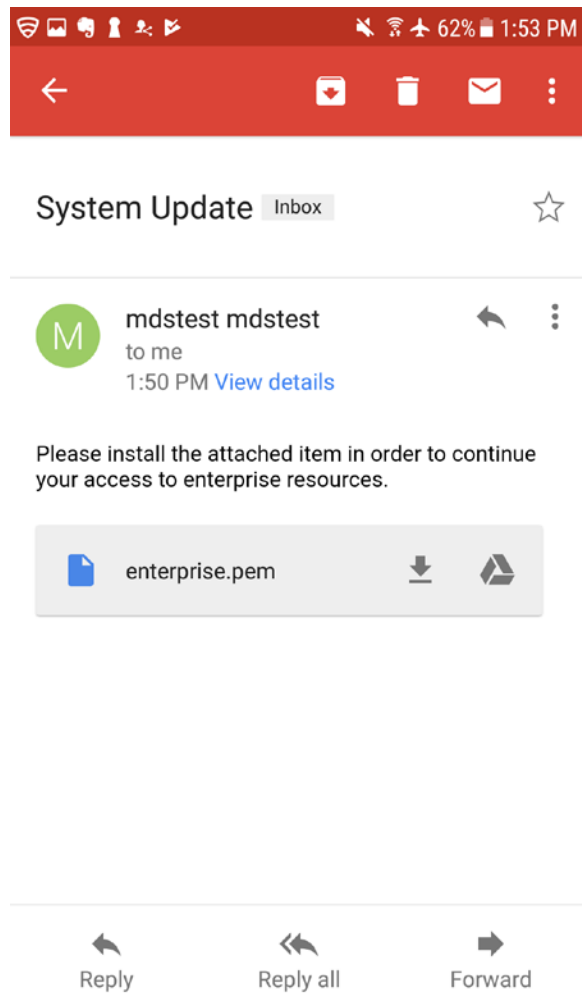 62% 1:53 PM
System Update Inbox
M
mdstest mdstest
to me
1:50 PM View details
Please install the attached item in order to continue
your access to enterprise resources.
enterprise.pem
Reply Reply all Forward